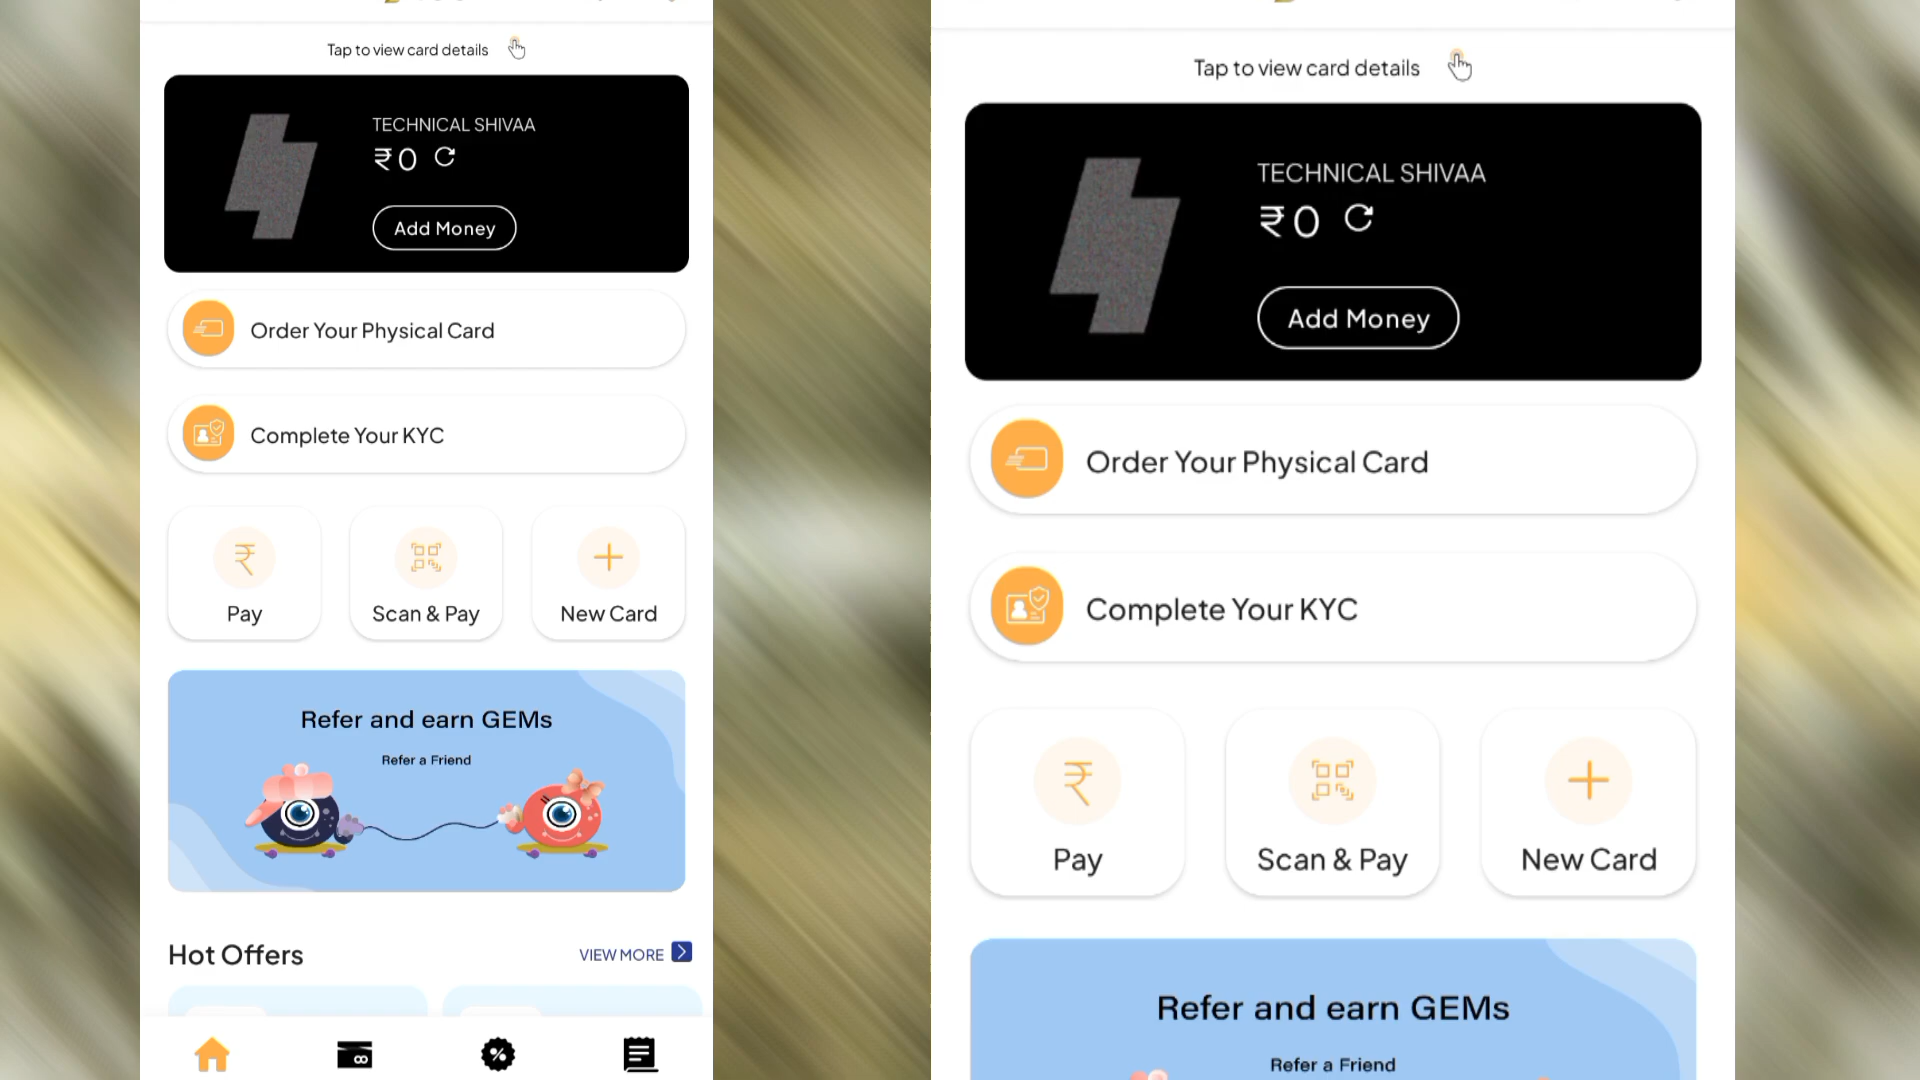 Tap to view card details
TECHNICAL SHIVAA
₹0
Add Money
Order Your Physical Card
Complete Your KYC
Pay
Scan & Pay
New Card
Refer and earn GEMs
Refer a Friend
Hot Offers
VIEW MORE
Tap to view card details
TECHNICAL SHIVAA
₹0
Add Money
Order Your Physical Card
Complete Your KYC
Pay
Scan & Pay
New Card
Refer and earn GEMs
Refer a Friend